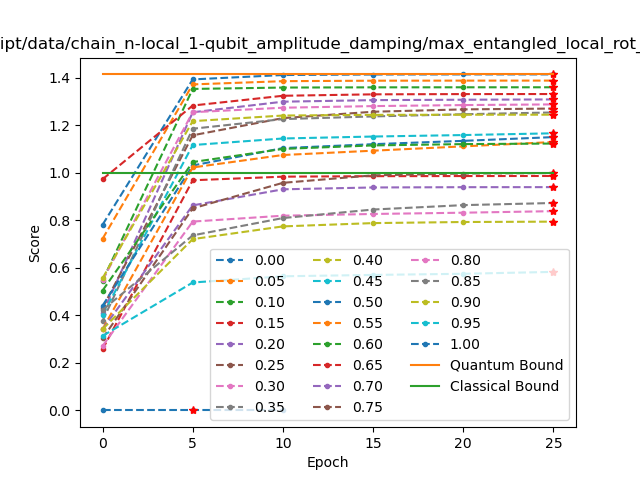 ipt/data/chain_n-local_1-qubit_amplitude_damping/max_entangled_local_rot_
Score
1.4
1.2
1.0
0.8
0.6
0.4
0.2
0.0
0.00 0.40 0.80
0.05 0.45 0.85
0.10 0.50 0.90
0.15 0.55 0.95
0.20 0.60 1.00
0.25 0.65 Quantum Bound
0.30 0.70 Classical Bound
0.35 0.75
0 5 10 15 20 25
Epoch